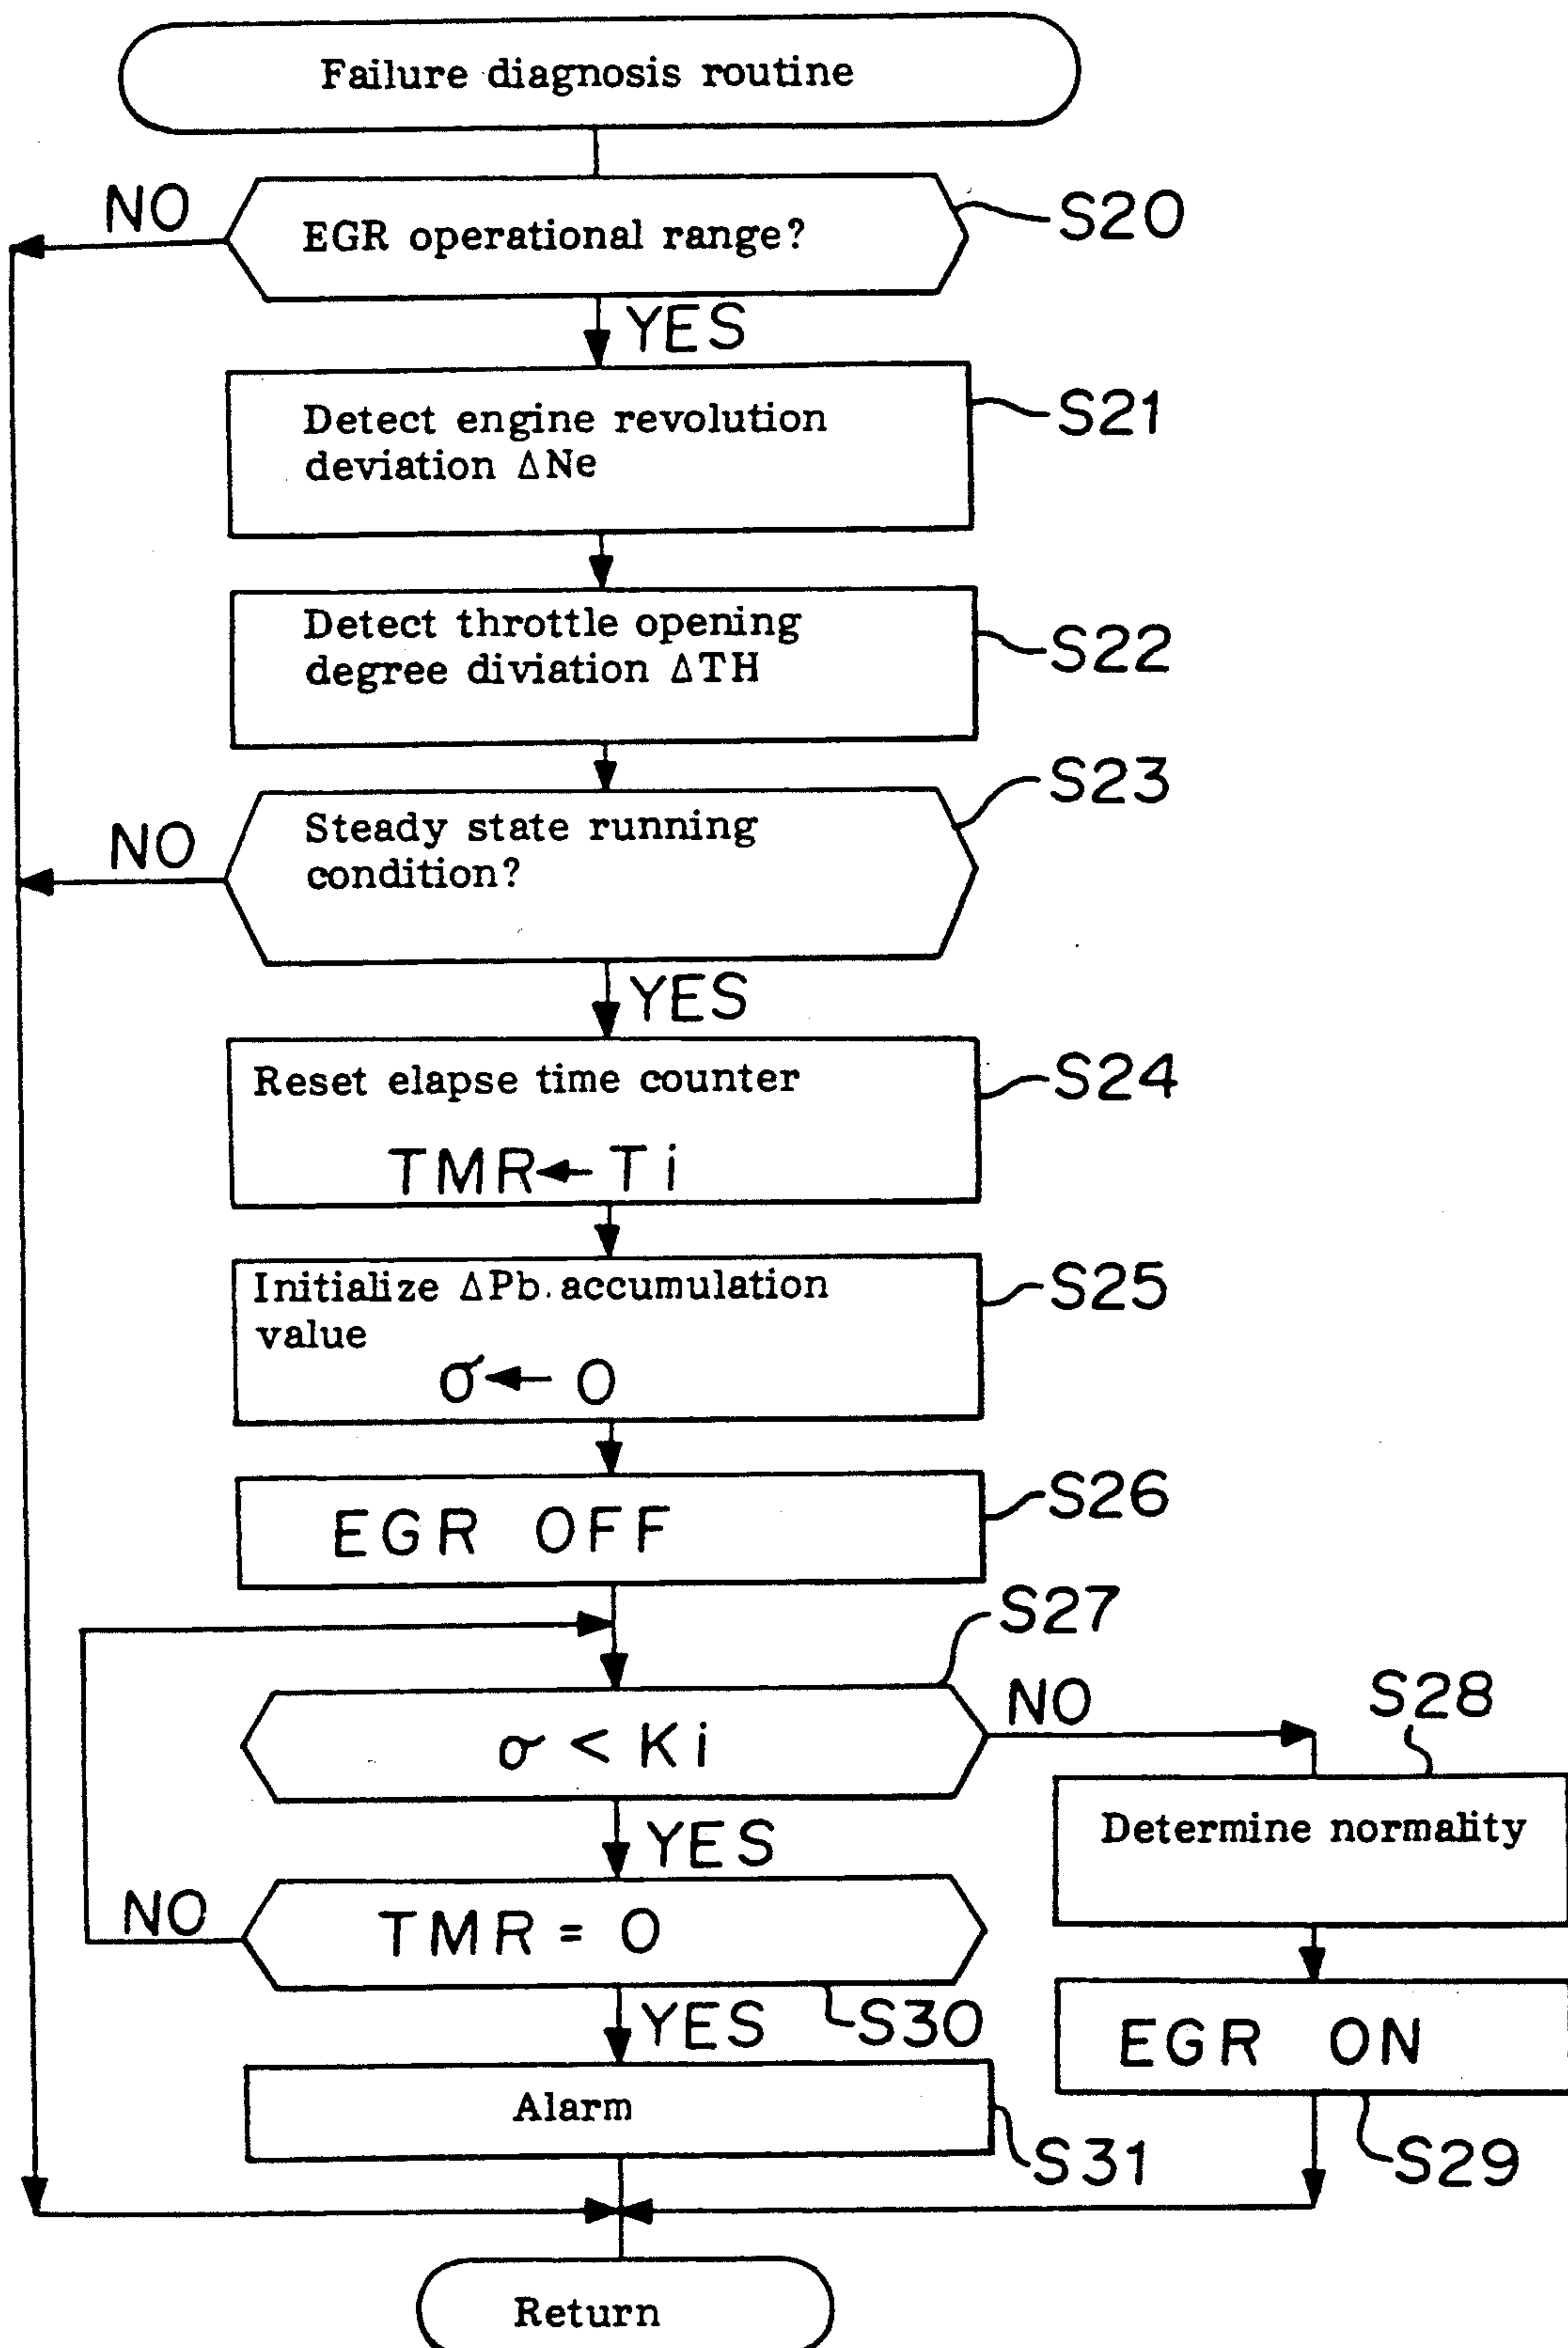 Failure diagnosis routine
NO
EGR operational range?
S20
YES
Detect engine revolution
deviation ΔNe
S21
Detect throttle opening
degree diviation ΔTH
S22
S23
NO
Steady state running
condition?
YES
Reset elapse time counter
TMR ← Ti
S24
Initialize ΔPb accumulation
value
σ ← 0
S25
EGR OFF
S26
S27
σ < Ki
NO
S28
YES
Determine normality
NO
TMR = 0
YES
S30
EGR ON
Alarm
S31
S29
Return